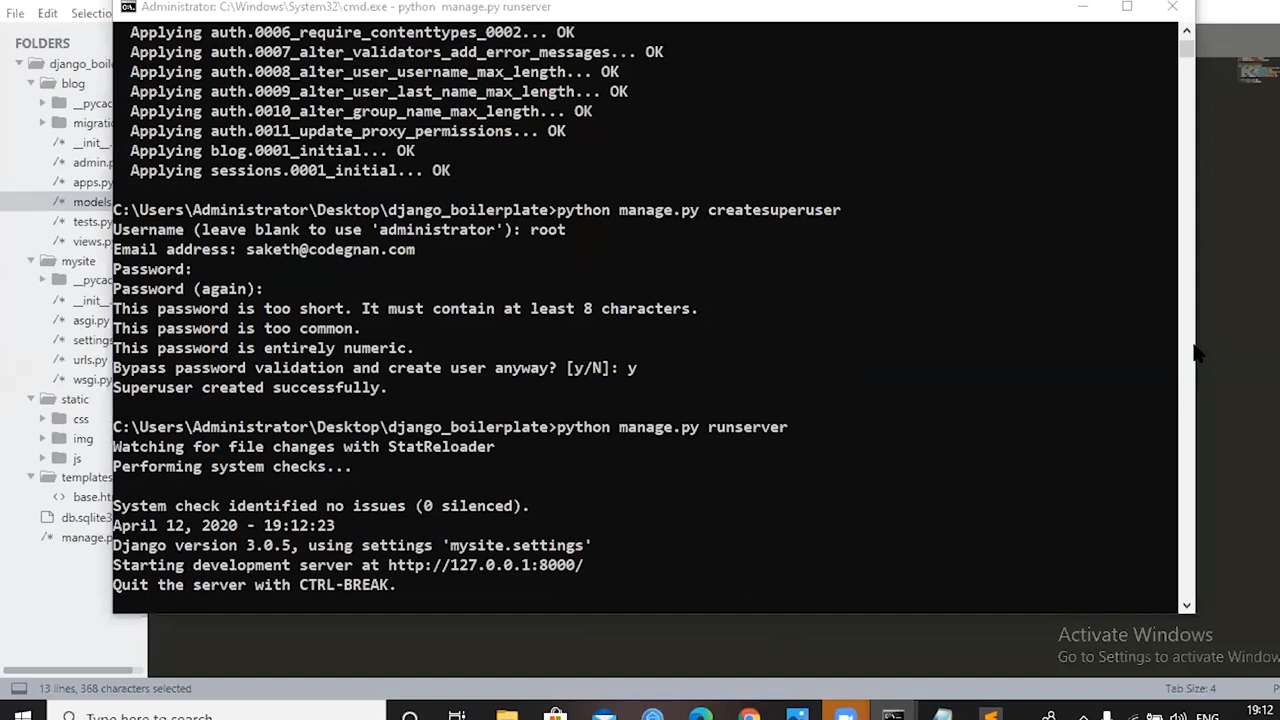 Administrator: C:\Windows\System32\cmd.exe - python manage.py runserver
File Edit Selectio
FOLDERS
django_boile
blog
__pycac
migratio
__init__.
admin.p
apps.py
models
tests.py
views.py
mysite
__pycac
__init__.
asgi.py
settings
urls.py
wsgi.py
static
css
img
js
templates
base.ht
db.sqlite3
manage.p
Applying auth.0006_require_contenttypes_0002... OK
Applying auth.0007_alter_validators_add_error_messages... OK
Applying auth.0008_alter_user_username_max_length... OK
Applying auth.0009_alter_user_last_name_max_length... OK
Applying auth.0010_alter_group_name_max_length... OK
Applying auth.0011_update_proxy_permissions... OK
Applying blog.0001_initial... OK
Applying sessions.0001_initial... OK
C:\Users\Administrator\Desktop\django_boilerplate>python manage.py createsuperuser
Username (leave blank to use 'administrator'): root
Email address: saketh@codegnan.com
Password:
Password (again):
This password is too short. It must contain at least 8 characters.
This password is too common.
This password is entirely numeric.
Bypass password validation and create user anyway? [y/N]: y
Superuser created successfully.
C:\Users\Administrator\Desktop\django_boilerplate>python manage.py runserver
Watching for file changes with StatReloader
Performing system checks...
System check identified no issues (0 silenced).
April 12, 2020 - 19:12:23
Django version 3.0.5, using settings 'mysite.settings'
Starting development server at http://127.0.0.1:8000/
Quit the server with CTRL-BREAK.
Activate Windows
Go to Settings to activate Window
13 lines, 368 characters selected
Tab Size: 4
Type here to search
ENG
19:12